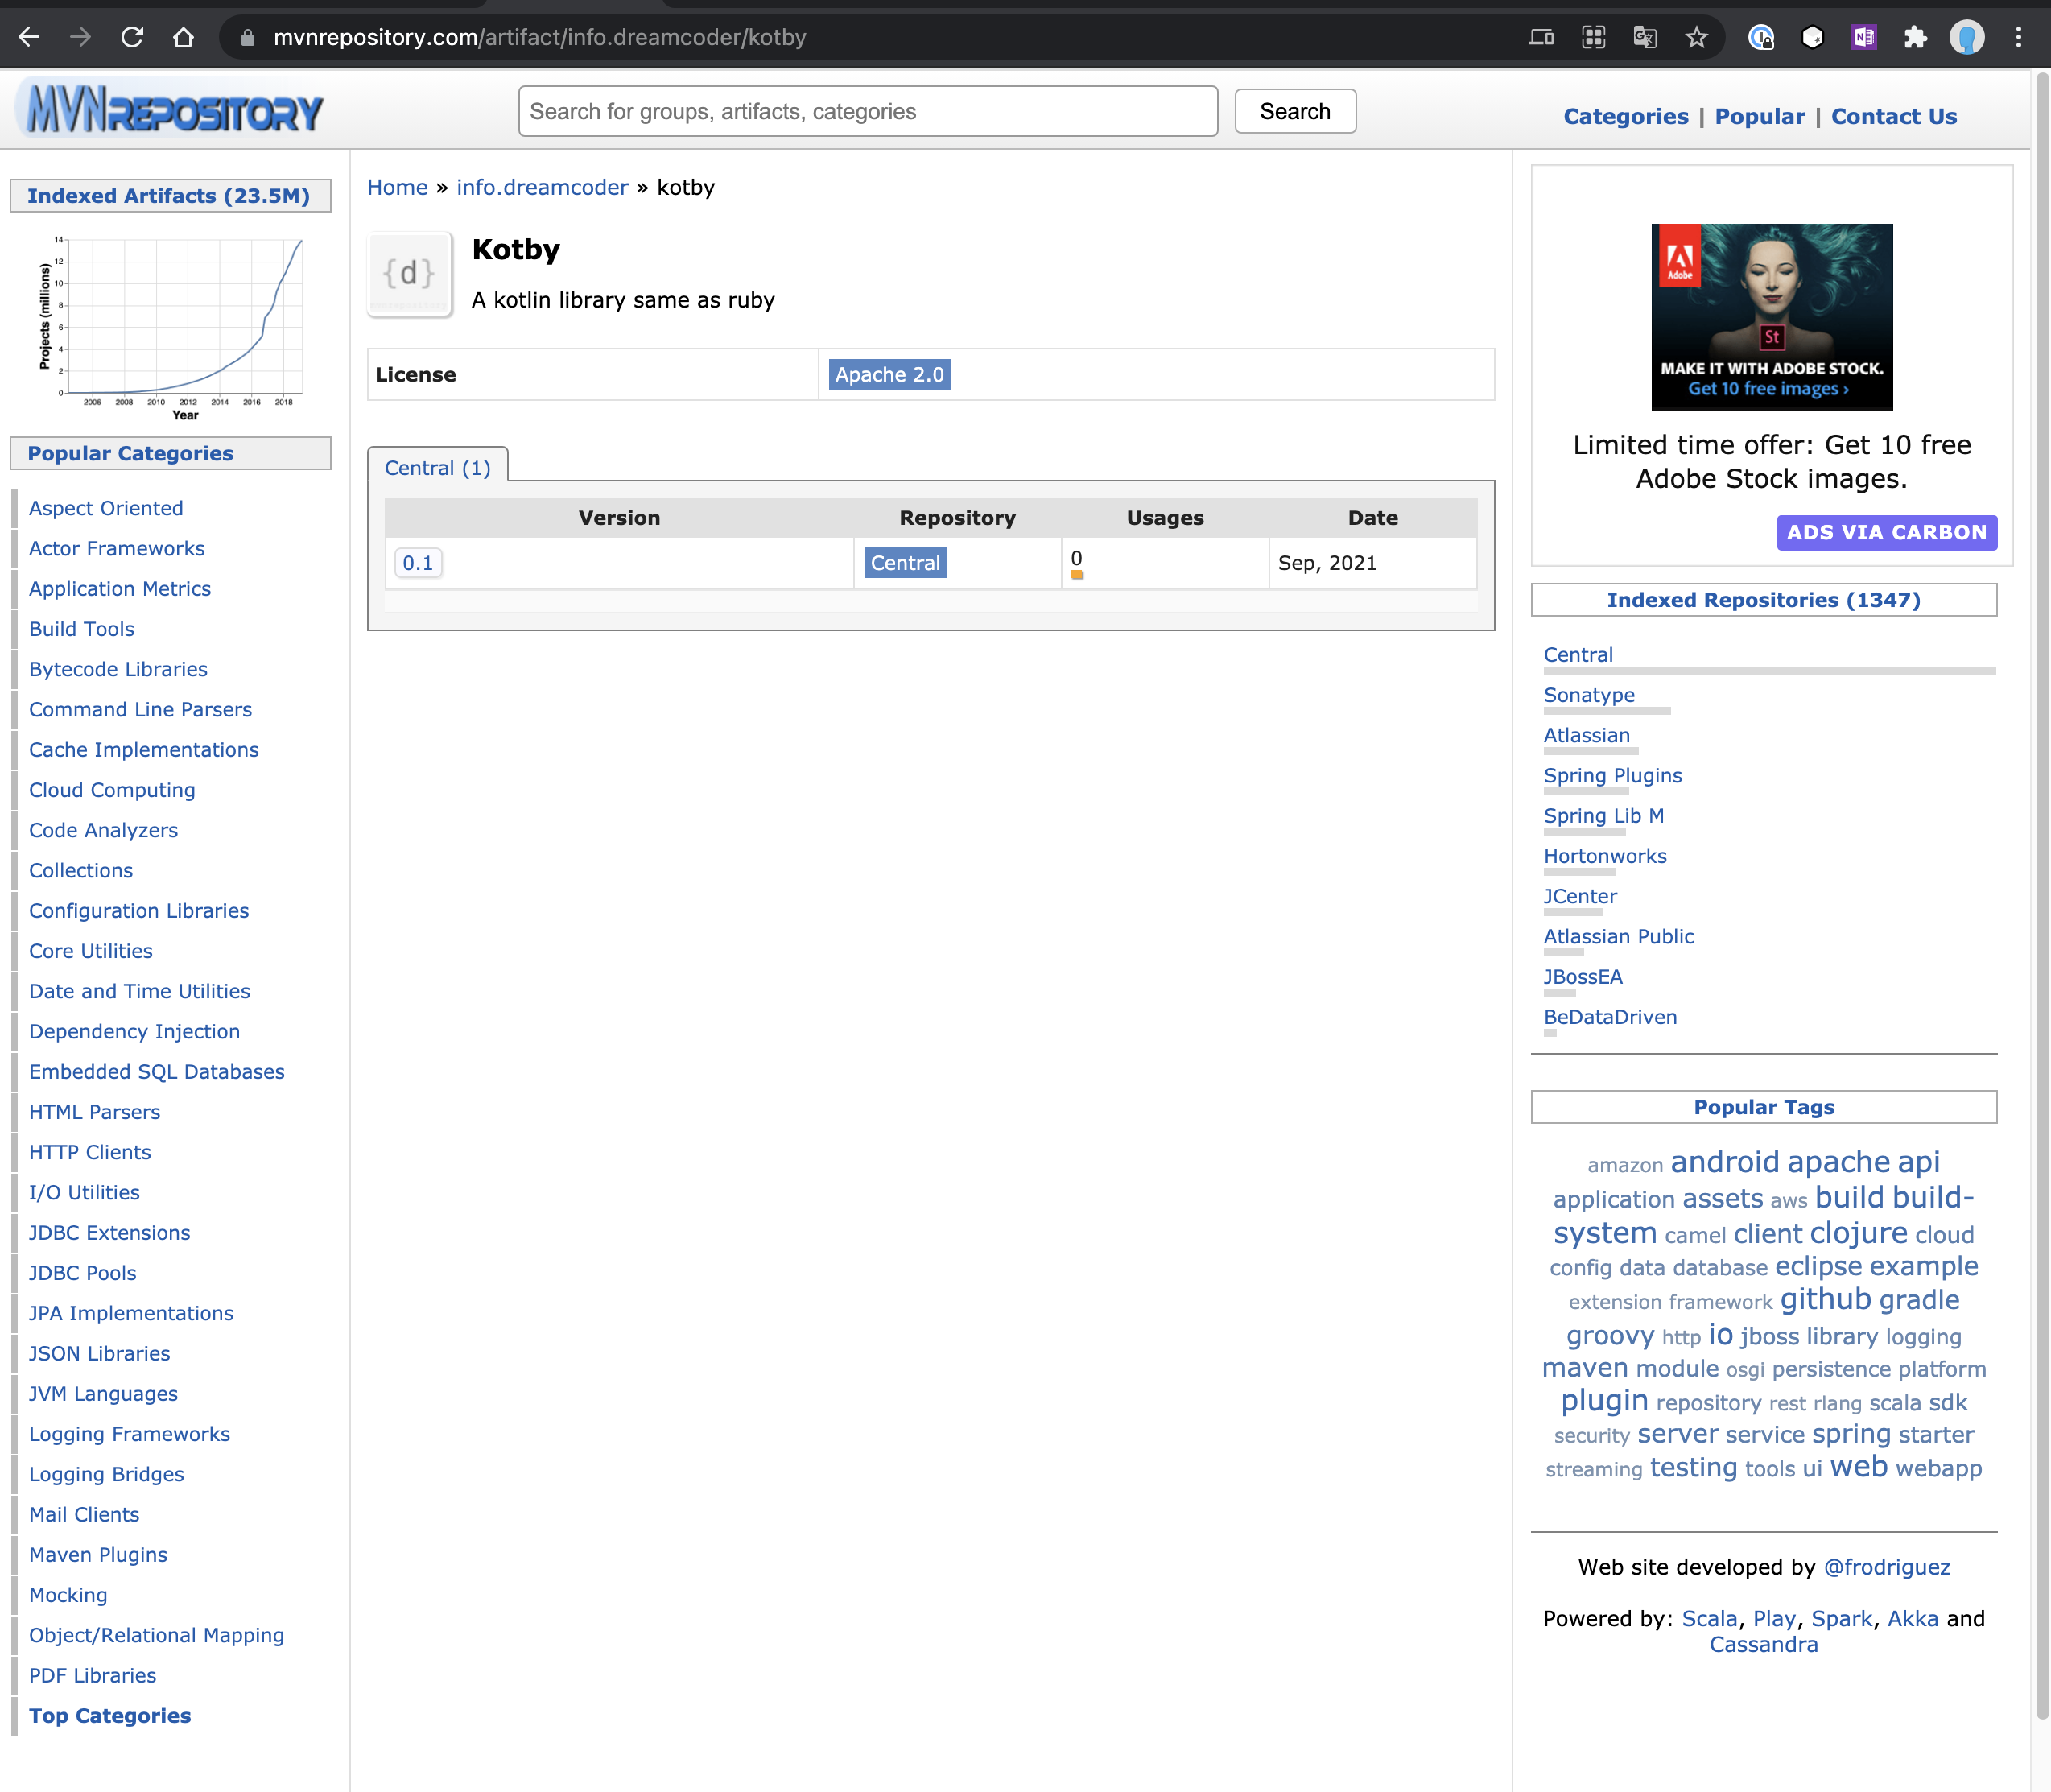 mvnrepository.com/artifact/info.dreamcoder/kotby
MVNREPOSITORY
Search for groups, artifacts, categories
Search
Categories | Popular | Contact Us
Indexed Artifacts (23.5M)
Projects (millions)
14
12
10
8
6
4
2
0
2006 2008 2010 2012 2014 2016 2018
Year
Popular Categories
Aspect Oriented
Actor Frameworks
Application Metrics
Build Tools
Bytecode Libraries
Command Line Parsers
Cache Implementations
Cloud Computing
Code Analyzers
Collections
Configuration Libraries
Core Utilities
Date and Time Utilities
Dependency Injection
Embedded SQL Databases
HTML Parsers
HTTP Clients
I/O Utilities
JDBC Extensions
JDBC Pools
JPA Implementations
JSON Libraries
JVM Languages
Logging Frameworks
Logging Bridges
Mail Clients
Maven Plugins
Mocking
Object/Relational Mapping
PDF Libraries
Top Categories
Home » info.dreamcoder » kotby
{d}
Kotby
A kotlin library same as ruby
License
Apache 2.0
Central (1)
Version Repository Usages Date
0.1 Central 0 Sep, 2021
Adobe
St
MAKE IT WITH ADOBE STOCK.
Get 10 free images ›
Limited time offer: Get 10 free
Adobe Stock images.
ADS VIA CARBON
Indexed Repositories (1347)
Central
Sonatype
Atlassian
Spring Plugins
Spring Lib M
Hortonworks
JCenter
Atlassian Public
JBossEA
BeDataDriven
Popular Tags
amazon android apache api
application assets aws build build-
system camel client clojure cloud
config data database eclipse example
extension framework github gradle
groovy http io jboss library logging
maven module osgi persistence platform
plugin repository rest rlang scala sdk
security server service spring starter
streaming testing tools ui web webapp
Web site developed by @frodriguez
Powered by: Scala, Play, Spark, Akka and
Cassandra